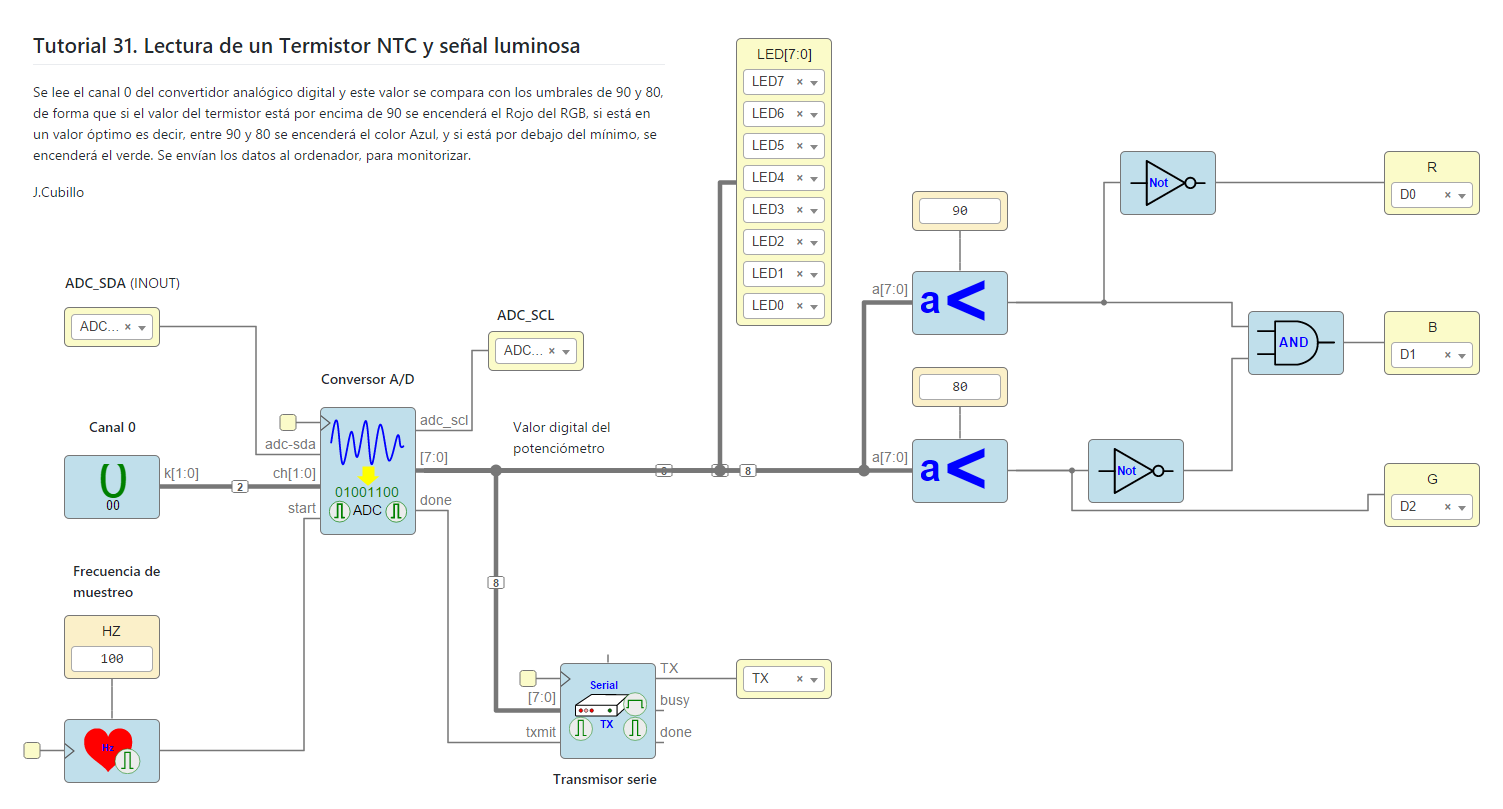 Tutorial 31. Lectura de un Termistor NTC y señal luminosa
Se lee el canal 0 del convertidor analógico digital y este valor se compara con los umbrales de 90 y 80,
de forma que si el valor del termistor está por encima de 90 se encenderá el Rojo del RGB, si está en
un valor óptimo es decir, entre 90 y 80 se encenderá el color Azul, y si está por debajo del mínimo, se
encenderá el verde. Se envían los datos al ordenador, para monitorizar.
J.Cubillo
LED[7:0]
LED7
LED6
LED5
LED4
LED3
LED2
LED1
LED0
ADC_SDA (INOUT)
ADC...
ADC_SCL
ADC...
Conversor A/D
adc_scl
adc-sda
[7:0]
ch[1:0]
done
start
01001100
ADC
Canal 0
0
00
k[1:0]
2
Valor digital del
potenciómetro
8
8
8
Frecuencia de
muestreo
HZ
100
Hz
Serial
TX
[7:0]
txmit
TX
busy
done
TX
Transmisor serie
90
a[7:0]
a<
80
a[7:0]
a<
Not
Not
AND
R
D0
B
D1
G
D2